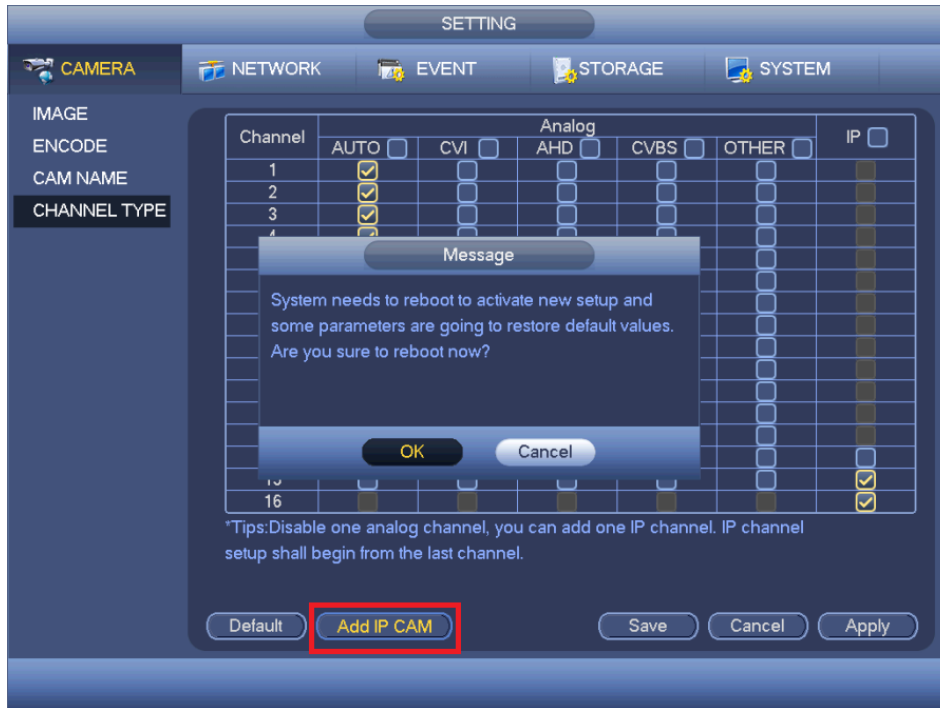 SETTING
CAMERA NETWORK EVENT STORAGE SYSTEM
IMAGE
ENCODE
CAM NAME
CHANNEL TYPE
Channel Analog IP
AUTO CVI AHD CVBS OTHER
1
2
3
Message
System needs to reboot to activate new setup and
some parameters are going to restore default values.
Are you sure to reboot now?
OK Cancel
15
16
*Tips:Disable one analog channel, you can add one IP channel. IP channel
setup shall begin from the last channel.
Default Add IP CAM Save Cancel Apply